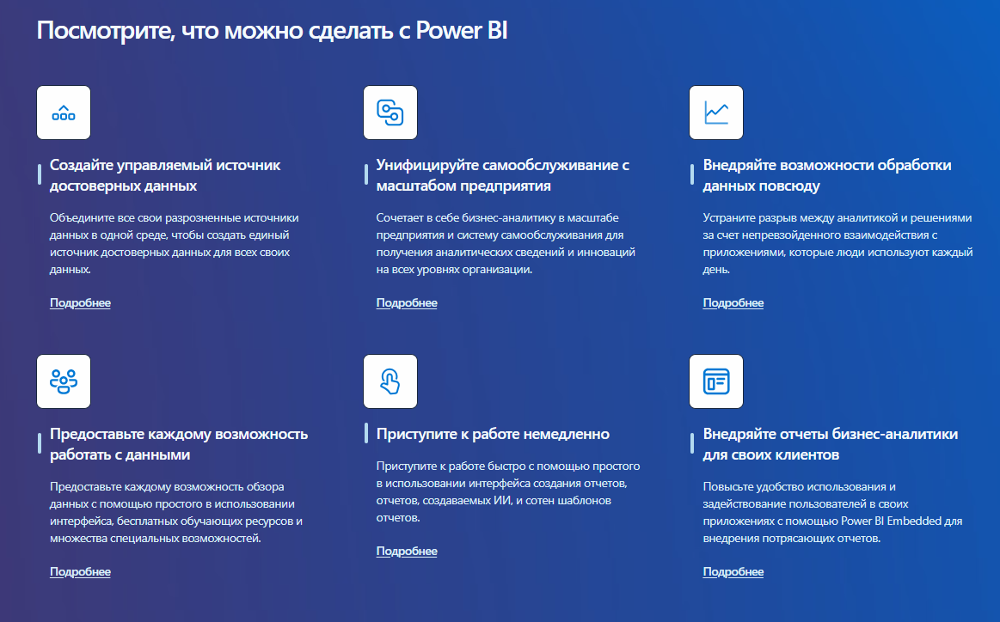 Посмотрите, что можно сделать с Power BI
Создайте управляемый источник
достоверных данных
Объедините все свои разрозненные источники
данных в одной среде, чтобы создать единый
источник достоверных данных для всех своих
данных.
Подробнее
Унифицируйте самообслуживание с
масштабом предприятия
Сочетает в себе бизнес-аналитику в масштабе
предприятия и систему самообслуживания для
получения аналитических сведений и инноваций
на всех уровнях организации.
Подробнее
Внедряйте возможности обработки
данных повсюду
Устраните разрыв между аналитикой и решениями
за счет непревзойденного взаимодействия с
приложениями, которые люди используют каждый
день.
Подробнее
Предоставьте каждому возможность
работать с данными
Предоставьте каждому возможность обзора
данных с помощью простого в использовании
интерфейса, бесплатных обучающих ресурсов и
множества специальных возможностей.
Подробнее
Приступите к работе немедленно
Приступите к работе быстро с помощью простого
в использовании интерфейса создания отчетов,
отчетов, создаваемых ИИ, и сотен шаблонов
отчетов.
Подробнее
Внедряйте отчеты бизнес-аналитики
для своих клиентов
Повысьте удобство использования и
задействование пользователей в своих
приложениях с помощью Power BI Embedded для
внедрения потрясающих отчетов.
Подробнее